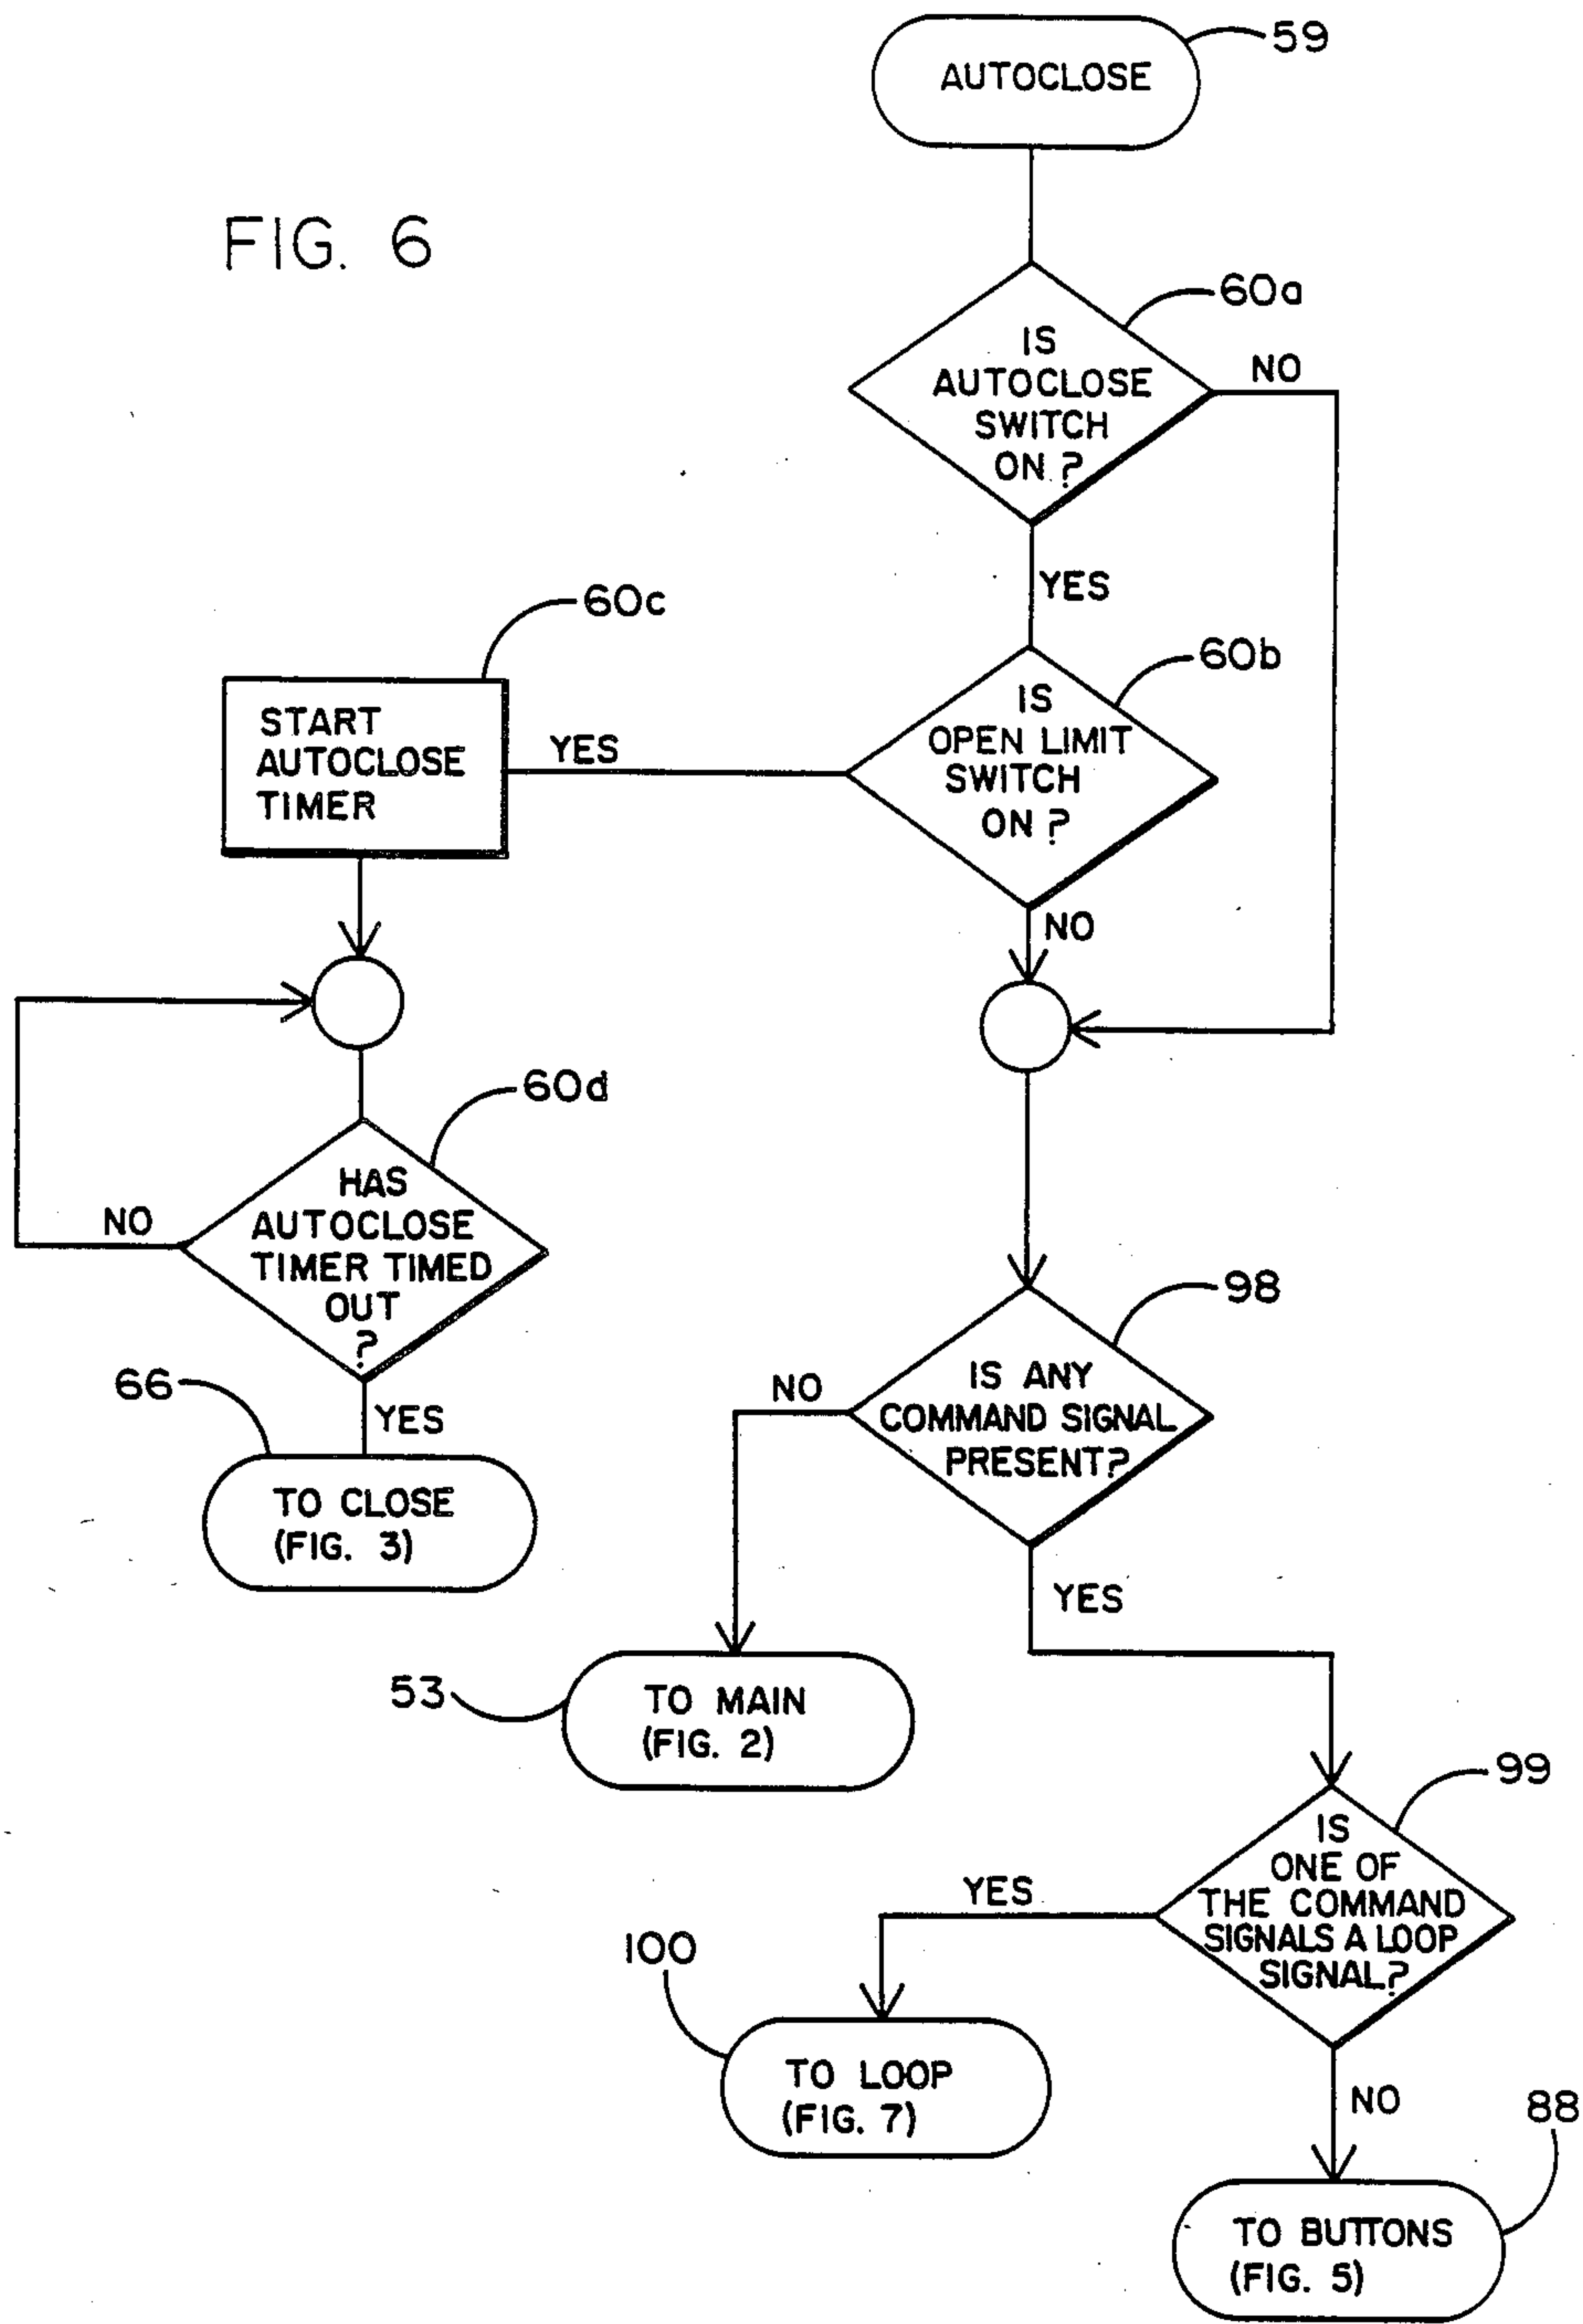 59
AUTOCLOSE
FIG. 6
60a
IS
AUTOCLOSE
SWITCH
ON ?
NO
YES
60c
60b
START
AUTOCLOSE
TIMER
YES
IS
OPEN LIMIT
SWITCH
ON ?
NO
60d
HAS
AUTOCLOSE
TIMER TIMED
OUT
?
NO
98
66
YES
NO
IS ANY
COMMAND SIGNAL
PRESENT?
TO CLOSE
(FIG. 3)
YES
53
TO MAIN
(FIG. 2)
99
IS
ONE OF
THE COMMAND
SIGNALS A LOOP
SIGNAL?
YES
100
TO LOOP
(FIG. 7)
NO
88
TO BUTTONS
(FIG. 5)